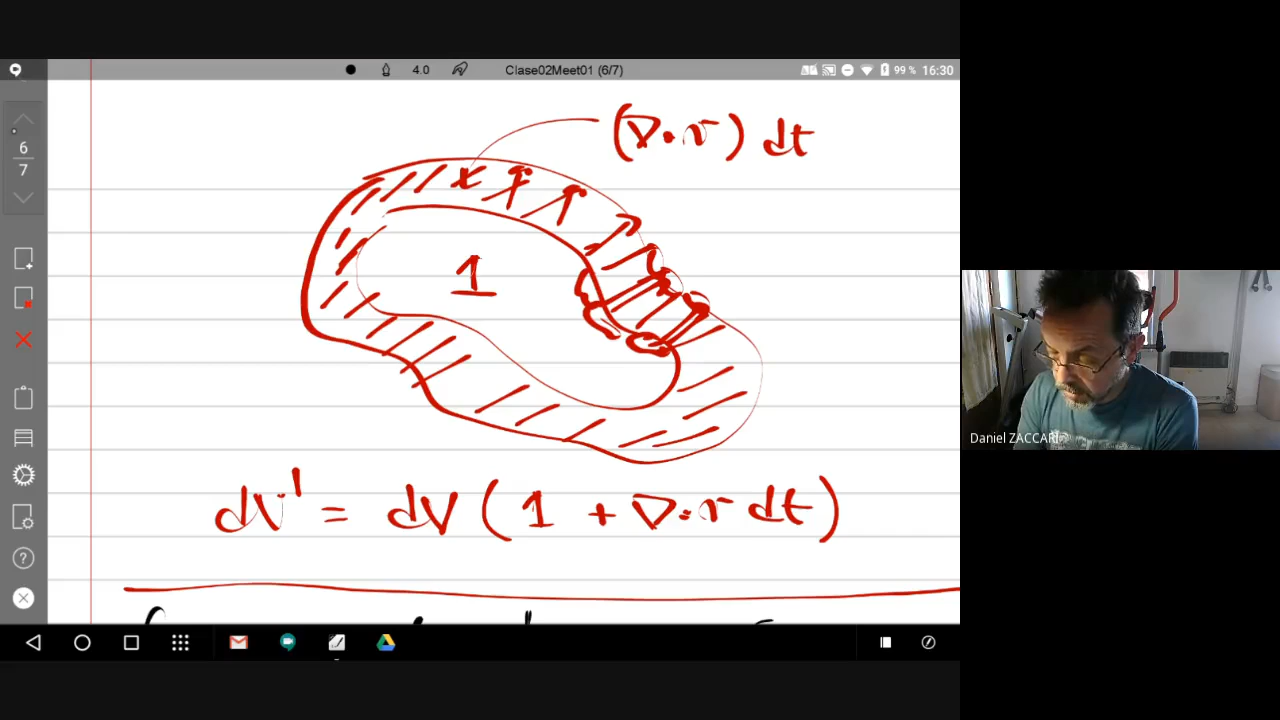 4.0 Clase02Meet01 (6/7) 99 % 16:30
(∇·v) dt
6
7
1
Daniel ZACCARI
dV' = dV (1 + ∇·v dt)